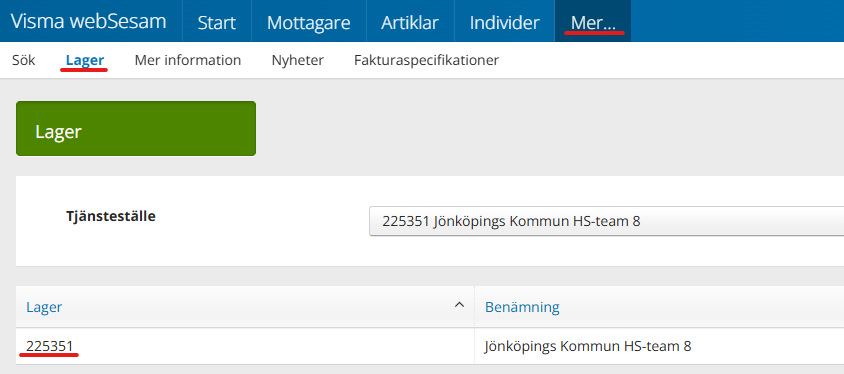 Visma webSesam Start Mottagare Artiklar Individer Mer...
Sök Lager Mer information Nyheter Fakturaspecifikationer
Lager
Tjänsteställe 225351 Jönköpings Kommun HS-team 8
Lager Benämning
225351 Jönköpings Kommun HS-team 8